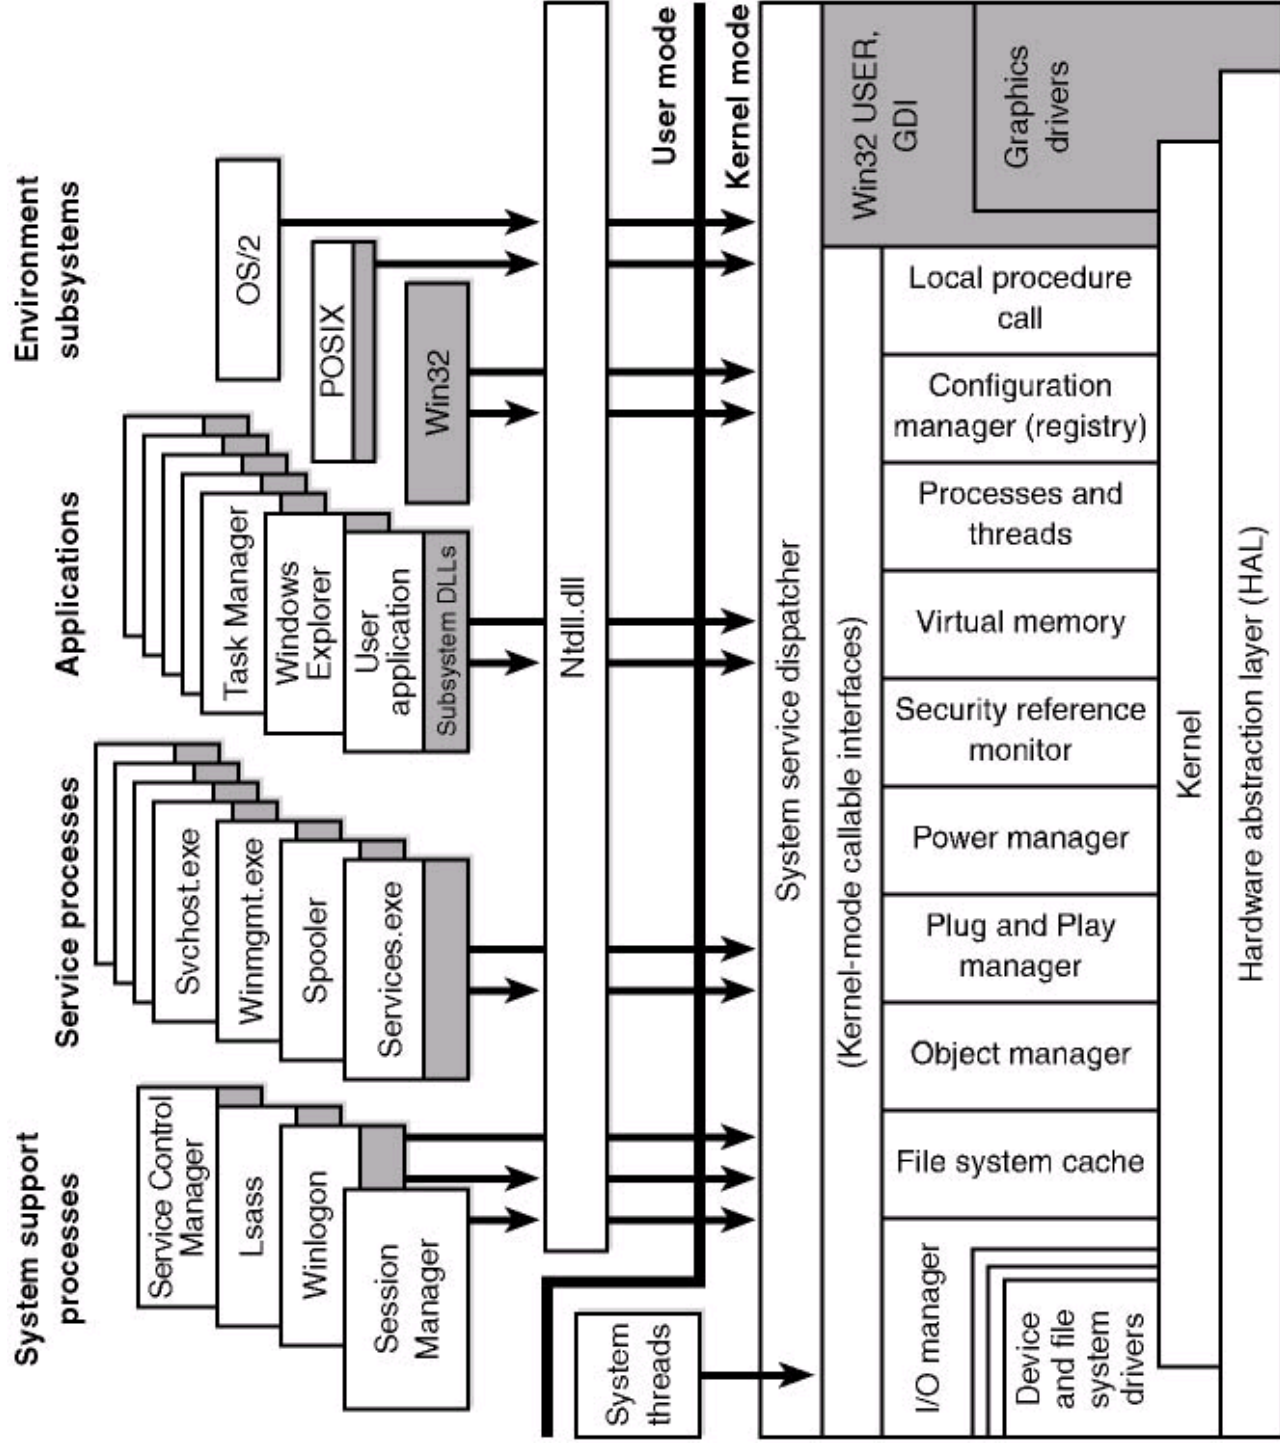 System support
processes
Service processes
Applications
Environment
subsystems
Service Control
Manager
Lsass
Winlogon
Session
Manager
Svchost.exe
Winmgmt.exe
Spooler
Services.exe
Task Manager
Windows
Explorer
User
application
Subsystem DLLs
OS/2
POSIX
Win32
Ntdll.dll
System
threads
User mode
Kernel mode
System service dispatcher
(Kernel-mode callable interfaces)
Win32 USER,
GDI
Graphics
drivers
Local procedure
call
Configuration
manager (registry)
Processes and
threads
Virtual memory
Security reference
monitor
Power manager
Plug and Play
manager
Object manager
File system cache
I/O manager
Device
and file
system
drivers
Kernel
Hardware abstraction layer (HAL)